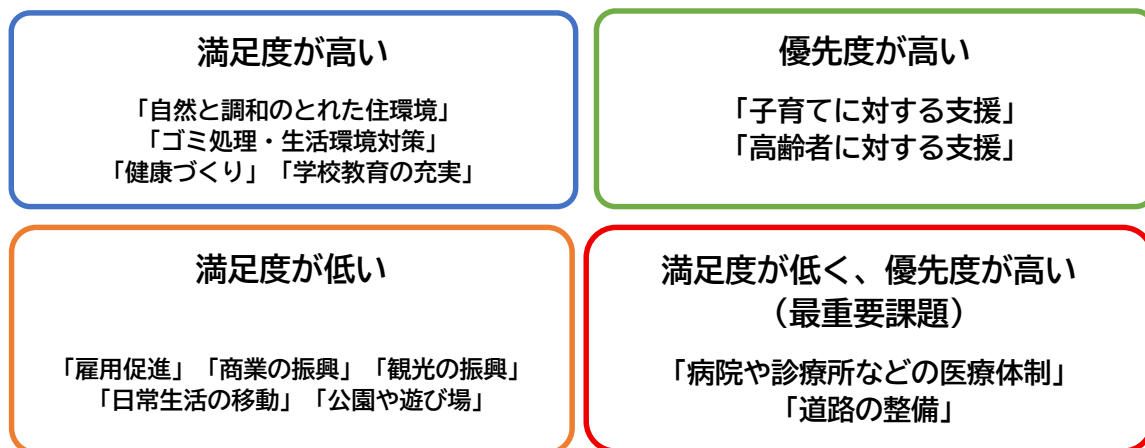 満足度が高い
「自然と調和のとれた住環境」
「ゴミ処理・生活環境対策」
「健康づくり」「学校教育の充実」
優先度が高い
「子育てに対する支援」
「高齢者に対する支援」
満足度が低い
「雇用促進」「商業の振興」「観光の振興」
「日常生活の移動」「公園や遊び場」
満足度が低く、優先度が高い
（最重要課題）
「病院や診療所などの医療体制」
「道路の整備」